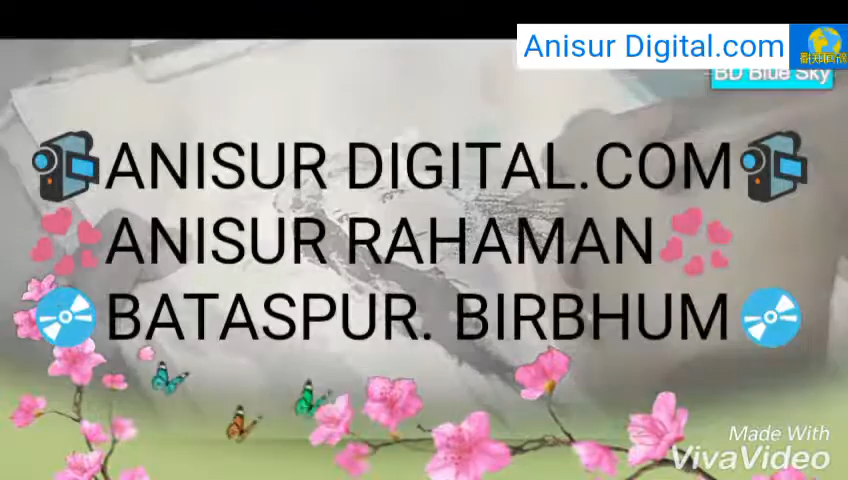 Anisur Digital.com
BD Blue Sky
ANISUR DIGITAL.COM
ANISUR RAHAMAN
BATASPUR. BIRBHUM
Made With
VivaVideo